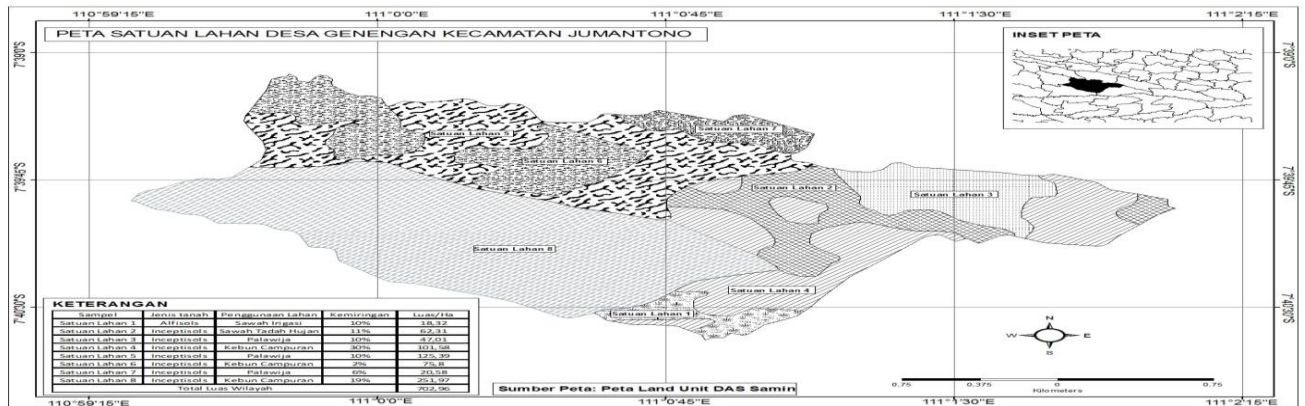 110°59'15"E 111°0'0"E 111°0'45"E 111°1'30"E 111°2'15"E
PETA SATUAN LAHAN DESA GENENGAN KECAMATAN JUMANTONO
INSET PETA
7°39'0"S 7°39'0"S
Satuan Lahan 5
Satuan Lahan 7
Satuan Lahan 6
7°39'45"S 7°39'45"S
Satuan Lahan 2
Satuan Lahan 3
Satuan Lahan 8
Satuan Lahan 4
Satuan Lahan 1
7°40'30"S 7°40'30"S
KETERANGAN
Sampel Jenis tanah Penggunaan Lahan Kemiringan Luas/Ha
Satuan Lahan 1 Alfisols Sawah Irigasi 10% 18,32
Satuan Lahan 2 Inceptisols Sawah Tadah Hujan 11% 62,31
Satuan Lahan 3 Inceptisols Palawija 10% 47,01
Satuan Lahan 4 Inceptisols Kebun Campuran 30% 101,58
Satuan Lahan 5 Inceptisols Palawija 10% 125,39
Satuan Lahan 6 Inceptisols Kebun Campuran 2% 75,8
Satuan Lahan 7 Inceptisols Palawija 6% 20,58
Satuan Lahan 8 Inceptisols Kebun Campuran 19% 251,97
Total Luas Wilayah 702,96
Sumber Peta: Peta Land Unit DAS Samin
N
W E
S
0.75 0.375 0 0.75
Kilometers
110°59'15"E 111°0'0"E 111°0'45"E 111°1'30"E 111°2'15"E